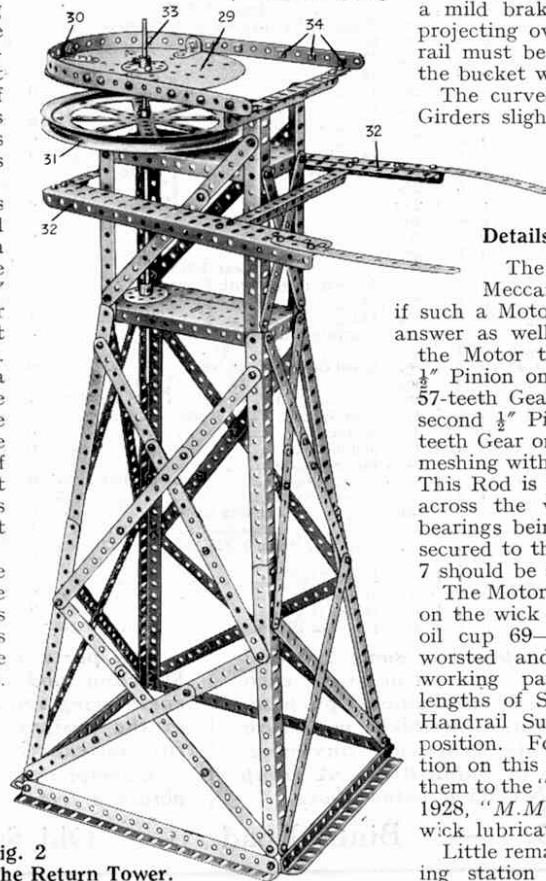 33
29
34
30
31
32
32
Fig. 2
The Return Tower.
a mild brak
projecting ov
rail must be
the bucket w
The curve
Girders sligh
Details
The
Mecca
if such a Moto
answer as well
the Motor t
½″ Pinion on
57-teeth Gea
second ½″ Pi
teeth Gear or
meshing with
This Rod is
across the v
bearings bein
secured to th
7 should be
The Motor
on the wick
oil cup 69—
worsted and
working pa
lengths of S
Handrail Su
position. Fo
tion on this
them to the "
1928, "M.M
wick lubrica
Little rema
ing station